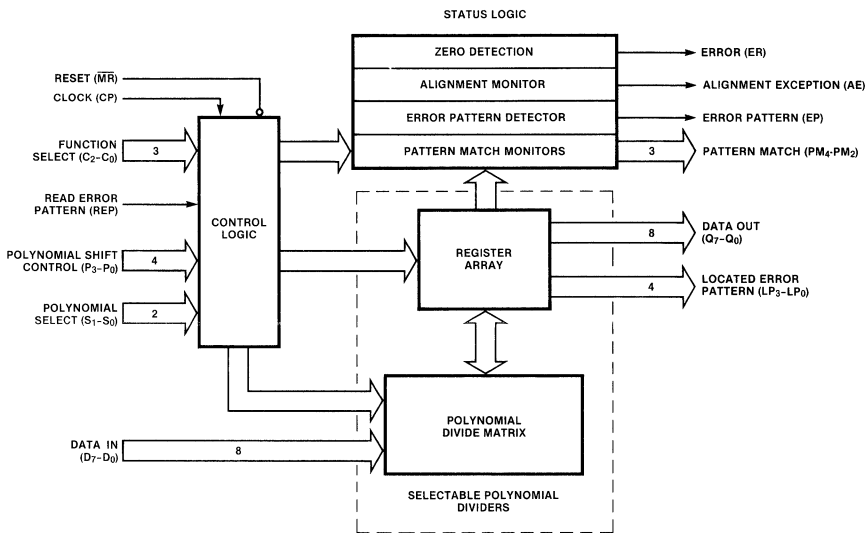 STATUS LOGIC
ZERO DETECTION
ALIGNMENT MONITOR
ERROR PATTERN DETECTOR
PATTERN MATCH MONITORS
ERROR (ER)
ALIGNMENT EXCEPTION (AE)
ERROR PATTERN (EP)
3
PATTERN MATCH (PM₄-PM₂)
RESET (M̅R̅)
CLOCK (CP)
FUNCTION
SELECT (C₂–C₀)
3
READ ERROR
PATTERN (REP)
POLYNOMIAL SHIFT
CONTROL (P₃–P₀)
4
POLYNOMIAL
SELECT (S₁–S₀)
2
CONTROL
LOGIC
REGISTER
ARRAY
8
DATA OUT
(Q₇–Q₀)
4
LOCATED ERROR
PATTERN (LP₃–LP₀)
POLYNOMIAL
DIVIDE MATRIX
DATA IN
(D₇–D₀)
8
SELECTABLE POLYNOMIAL
DIVIDERS